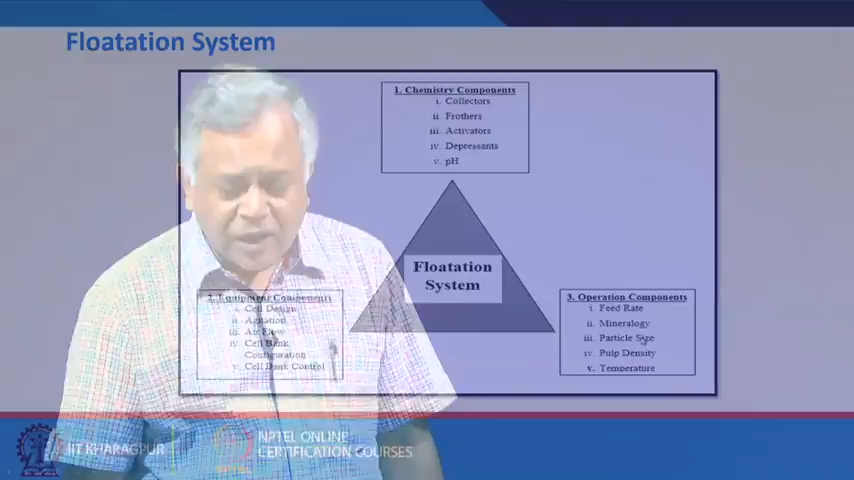 Floatation System
1. Chemistry Components
i. Collectors
ii. Frothers
iii. Activators
iv. Depressants
v. pH
Floatation
System
2. Equipment Components
i. Cell Design
ii. Agitation
iii. Air Flow
iv. Cell Bank
Configuration
v. Cell Bank Control
3. Operation Components
i. Feed Rate
ii. Mineralogy
iii. Particle Size
iv. Pulp Density
v. Temperature
IIT KHARAGPUR
NPTEL
NPTEL ONLINE
CERTIFICATION COURSES